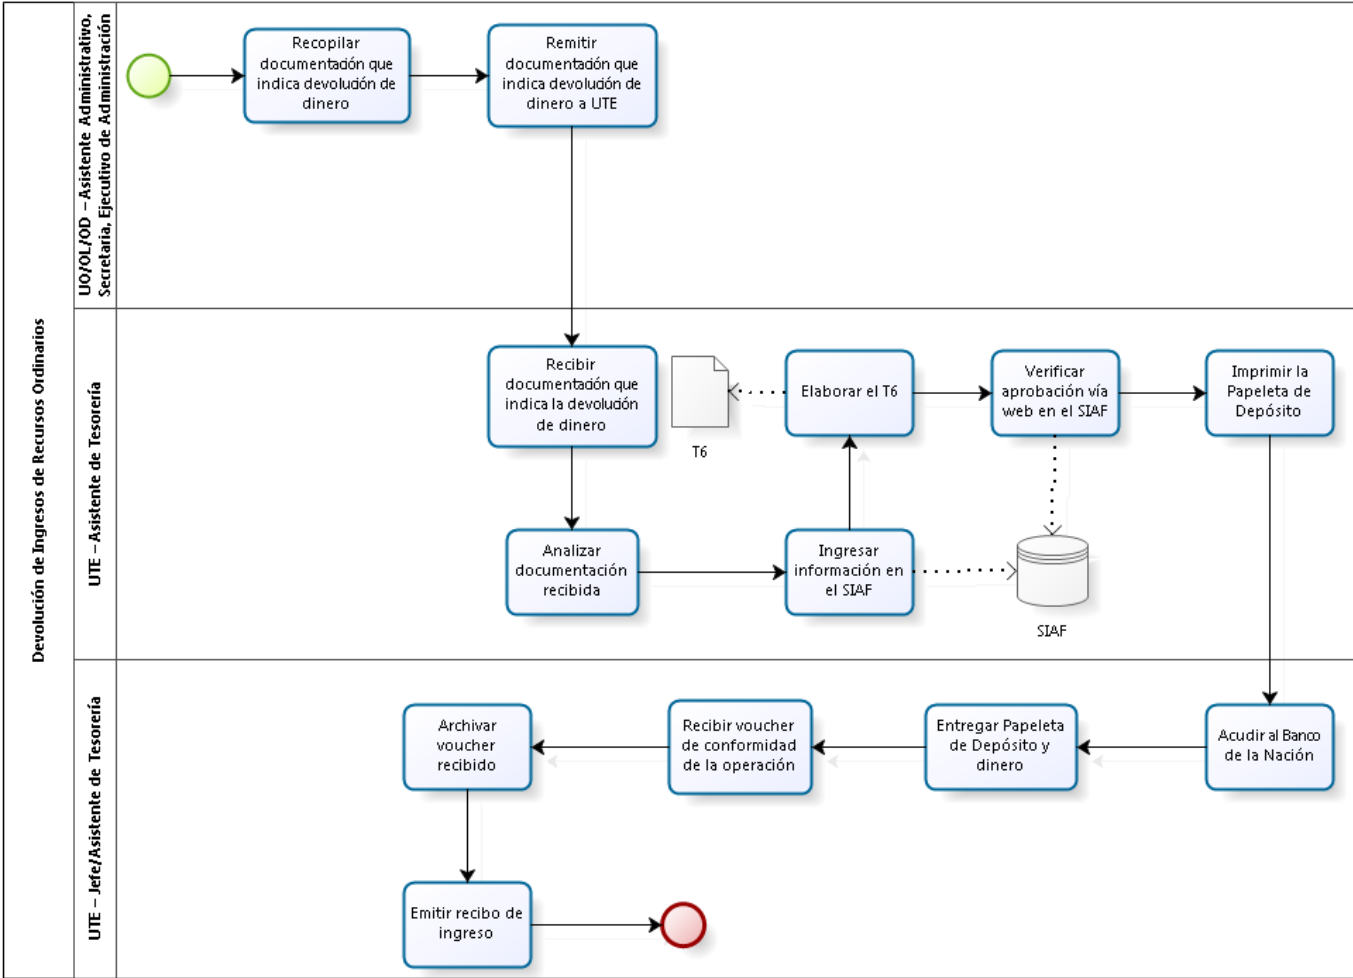 Devolución de Ingresos de Recursos Ordinarios
UO/OL/OD – Asistente Administrativo,
Secretaria, Ejecutivo de Administración
Recopilar
documentación que
indica devolución de
dinero
Remitir
documentación que
indica devolución de
dinero a UTE
UTE – Asistente de Tesorería
Recibir
documentación que
indica la devolución
de dinero
T6
Elaborar el T6
Verificar
aprobación vía
web en el SIAF
Imprimir la
Papeleta de
Depósito
Analizar
documentación
recibida
Ingresar
información en
el SIAF
SIAF
UTE – Jefe/Asistente de Tesorería
Archivar
voucher
recibido
Recibir voucher
de conformidad
de la operación
Entregar Papeleta
de Depósito y
dinero
Acudir al Banco
de la Nación
Emitir recibo de
ingreso